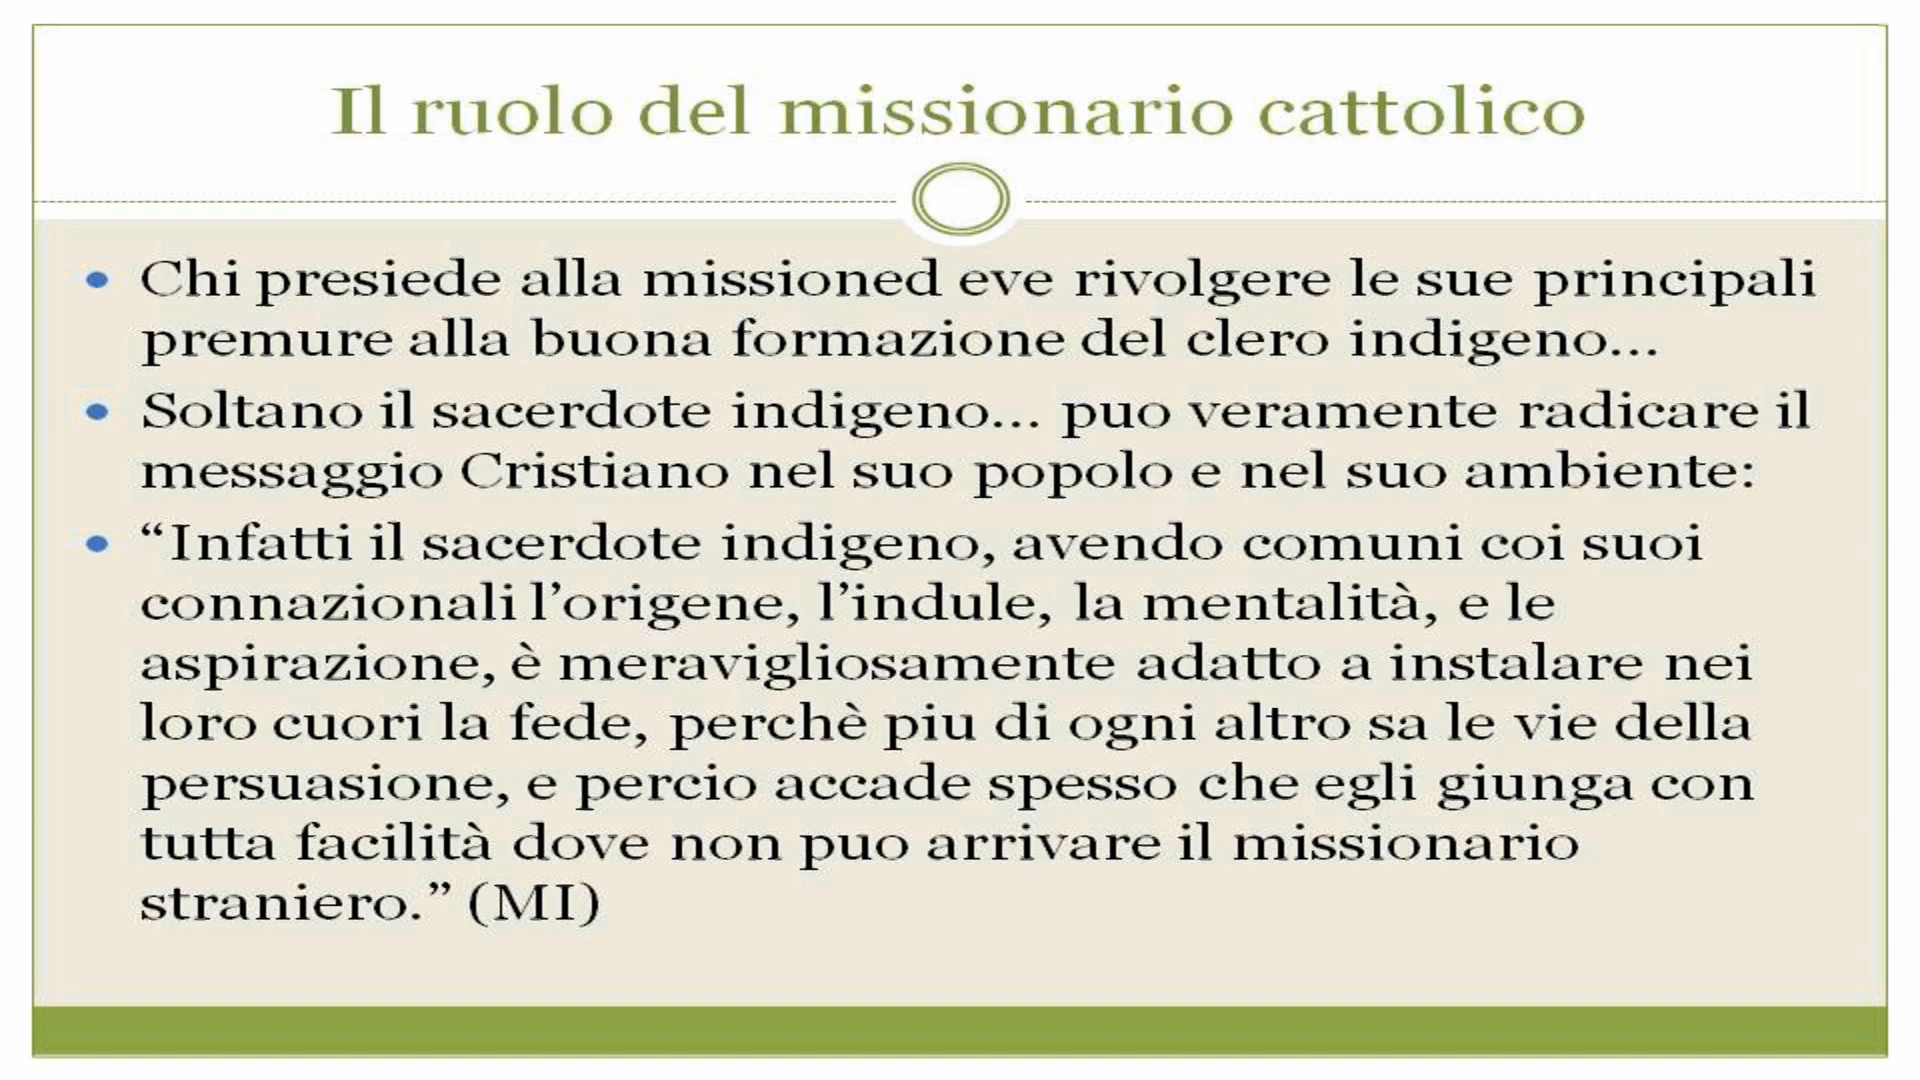 Il ruolo del missionario cattolico
• Chi presiede alla missioned eve rivolgere le sue principali
premure alla buona formazione del clero indigeno...
• Soltano il sacerdote indigeno... puo veramente radicare il
messaggio Cristiano nel suo popolo e nel suo ambiente:
• “Infatti il sacerdote indigeno, avendo comuni coi suoi
connazionali l’origene, l’indule, la mentalità, e le
aspirazione, è meravigliosamente adatto a instalare nei
loro cuori la fede, perchè piu di ogni altro sa le vie della
persuasione, e percio accade spesso che egli giunga con
tutta facilità dove non puo arrivare il missionario
straniero.” (MI)